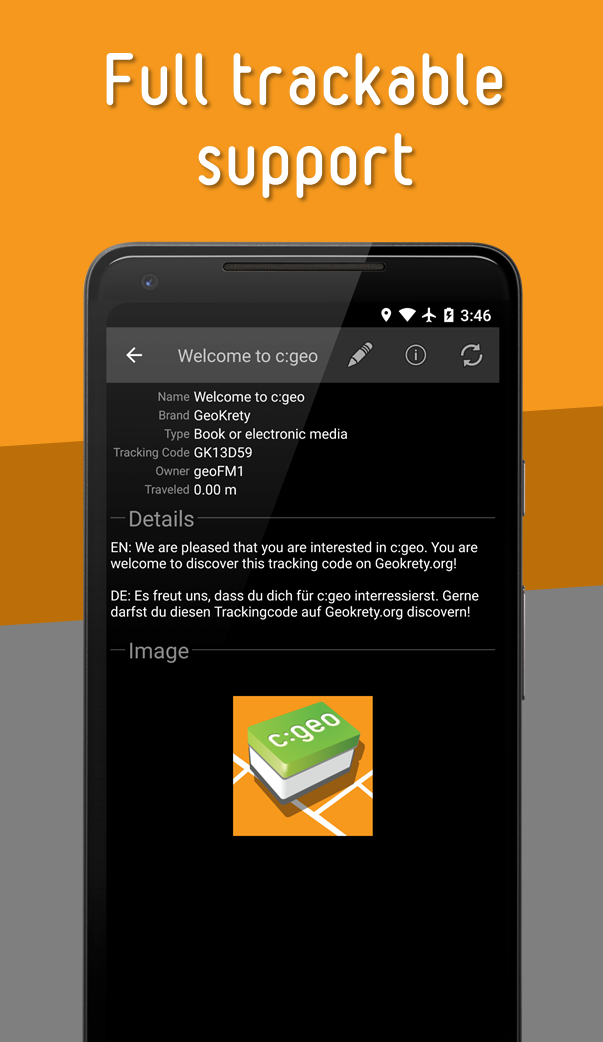 Full trackable
support
3:46
Welcome to c:geo
Name Welcome to c:geo
Brand GeoKrety
Type Book or electronic media
Tracking Code GK13D59
Owner geoFM1
Traveled 0.00 m
Details
EN: We are pleased that you are interested in c:geo. You are
welcome to discover this tracking code on Geokrety.org!
DE: Es freut uns, dass du dich für c:geo interressierst. Gerne
darfst du diesen Trackingcode auf Geokrety.org discovern!
Image
c:geo